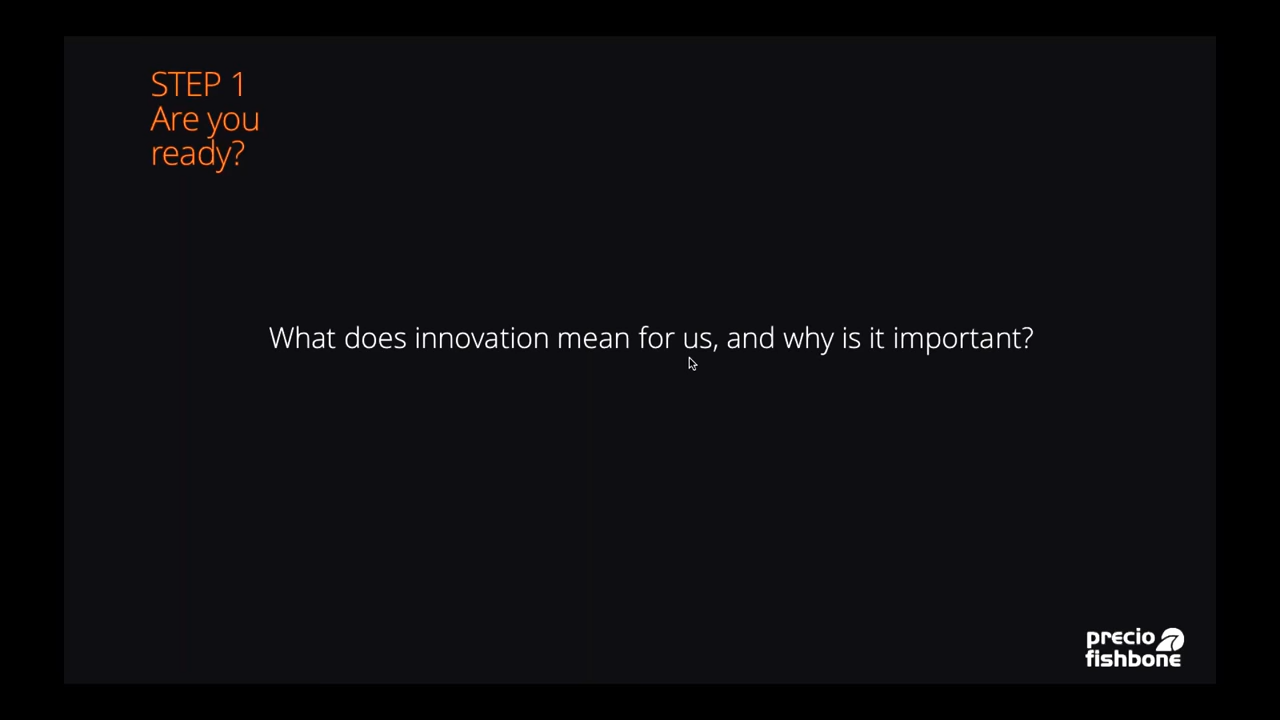 STEP 1
Are you
ready?
What does innovation mean for us, and why is it important?
precio
fishbone